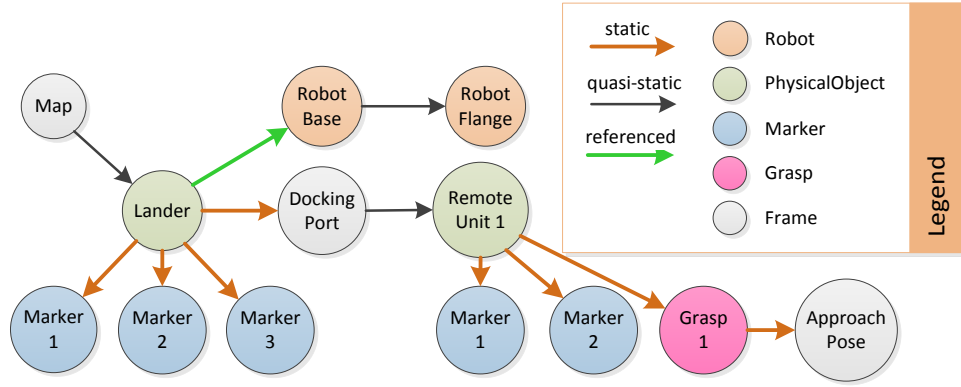 Map
Robot
Base
Robot
Flange
Lander
Docking
Port
Remote
Unit 1
Marker
1
Marker
2
Marker
3
Marker
1
Marker
2
Grasp
1
Approach
Pose
static
quasi-static
referenced
Robot
PhysicalObject
Marker
Grasp
Frame
Legend